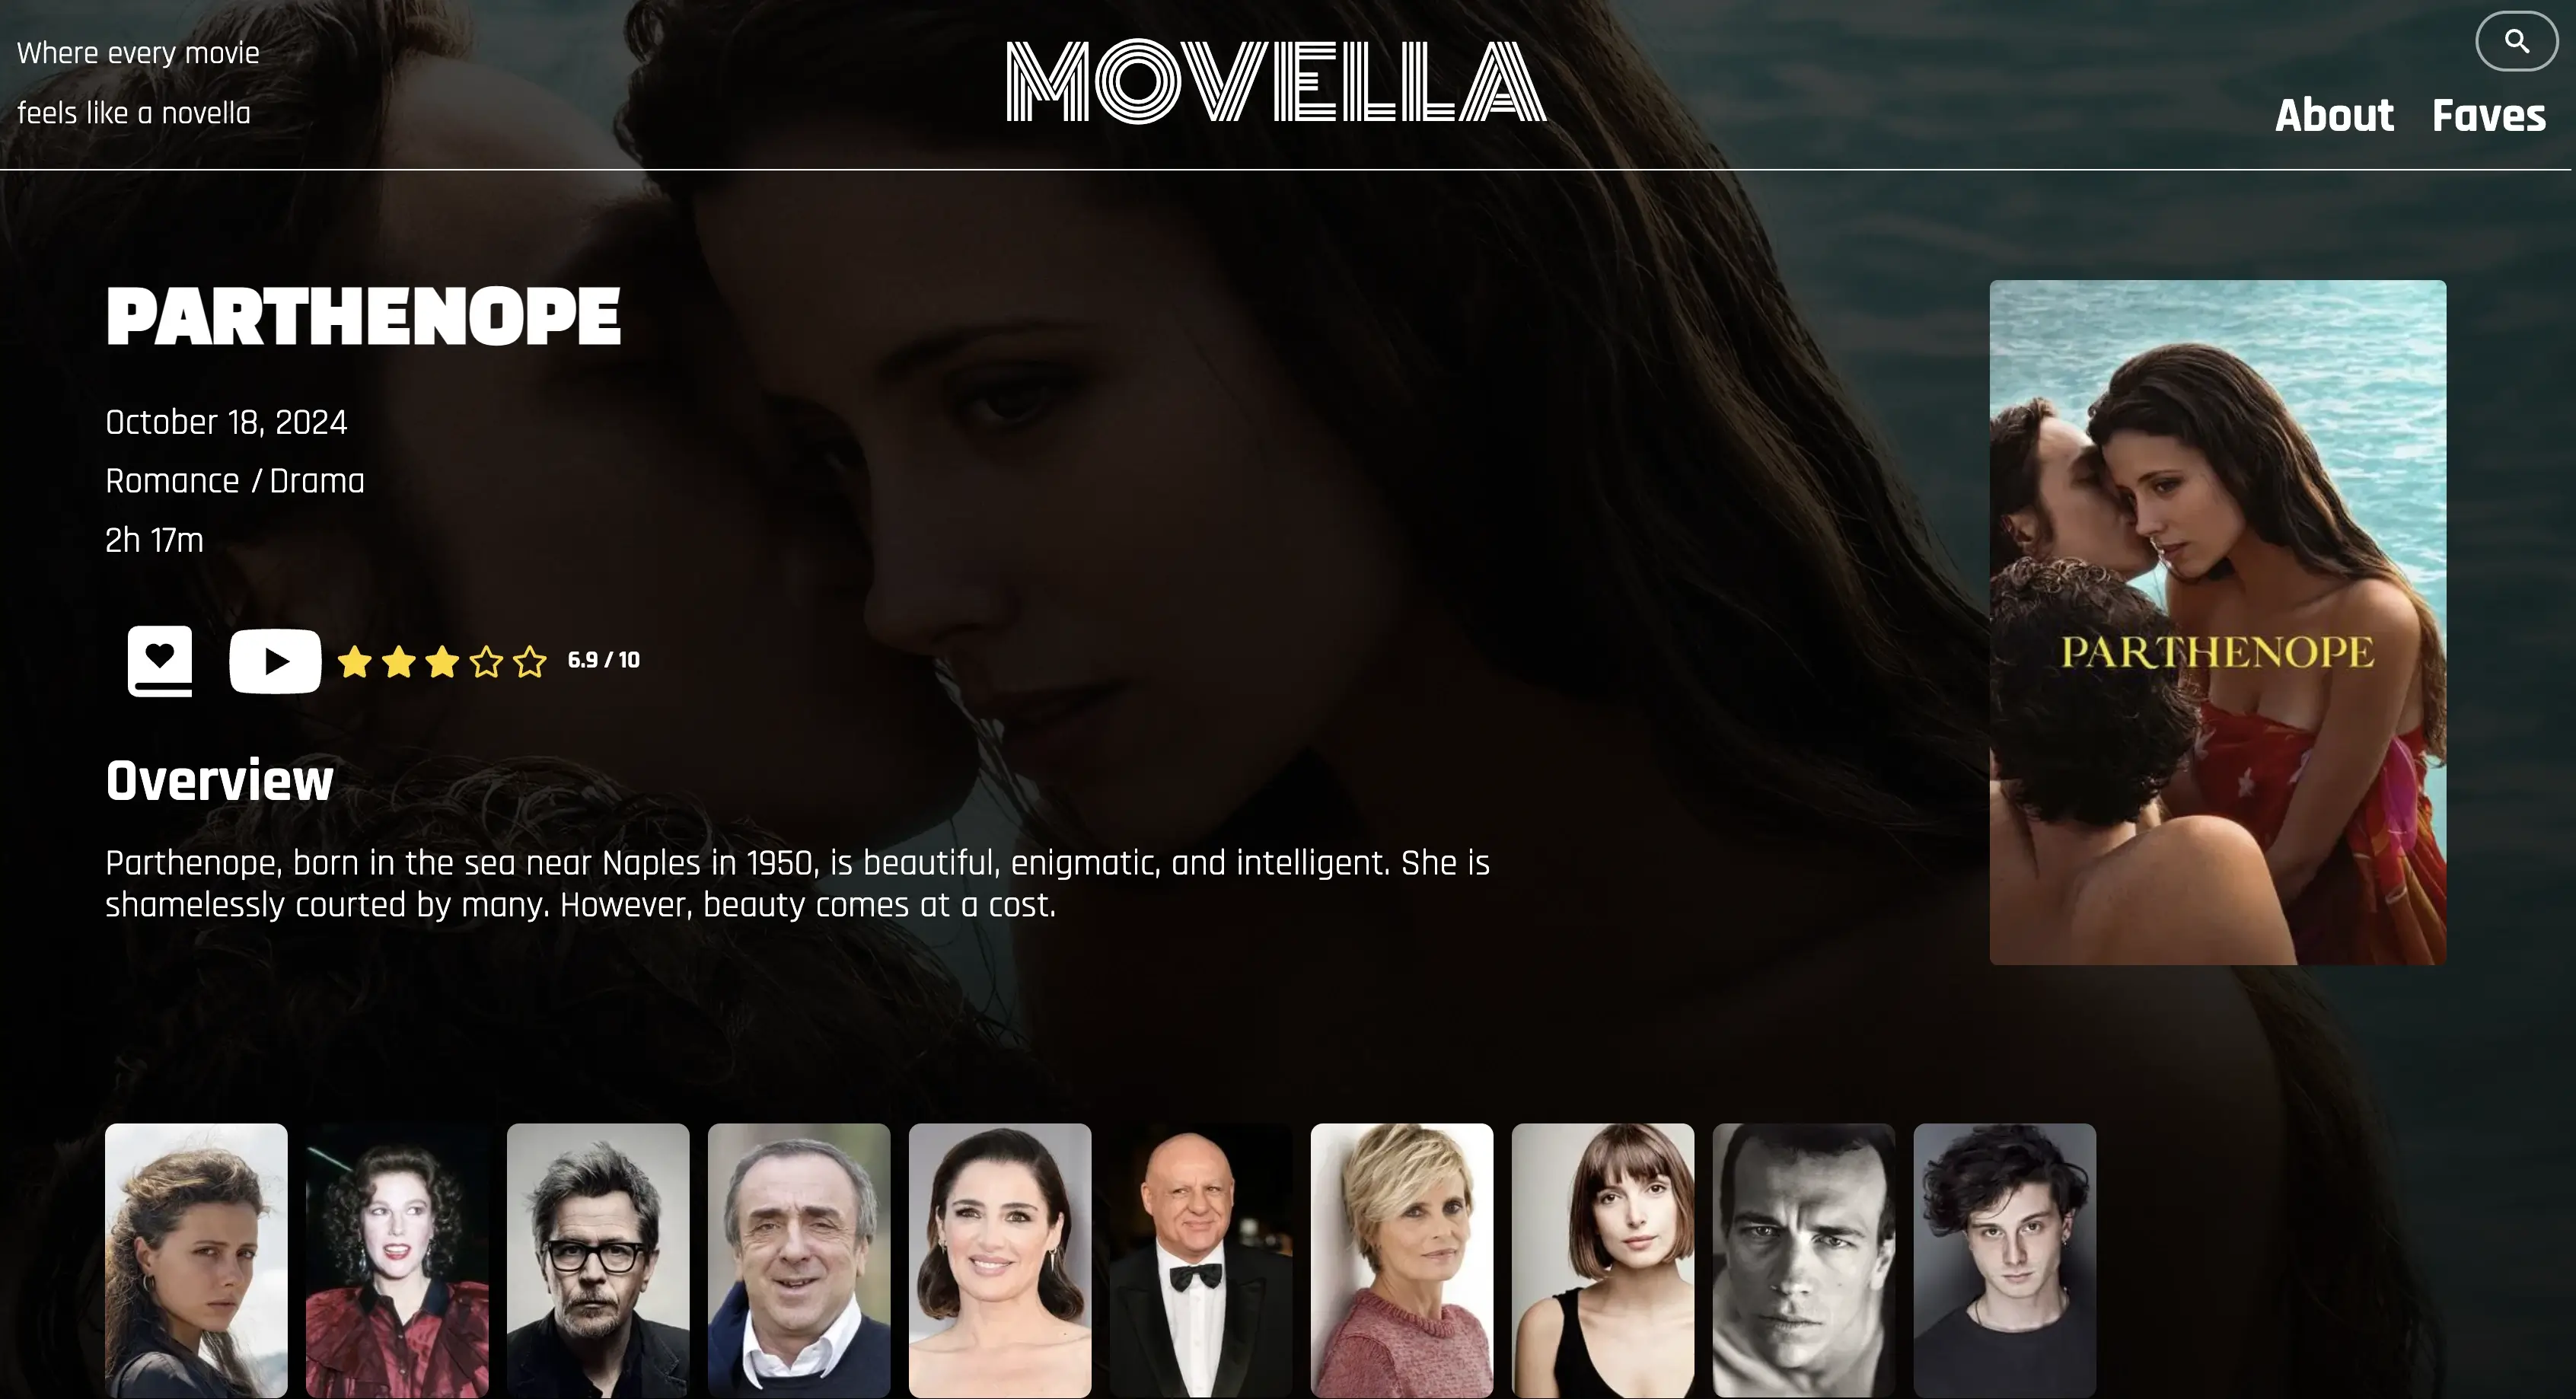 Where every movie
feels like a novella
MOVELLA
About Faves
PARTHENOPE
October 18, 2024
Romance / Drama
2h 17m
6.9 / 10
PARTHENOPE
Overview
Parthenope, born in the sea near Naples in 1950, is beautiful, enigmatic, and intelligent. She is
shamelessly courted by many. However, beauty comes at a cost.